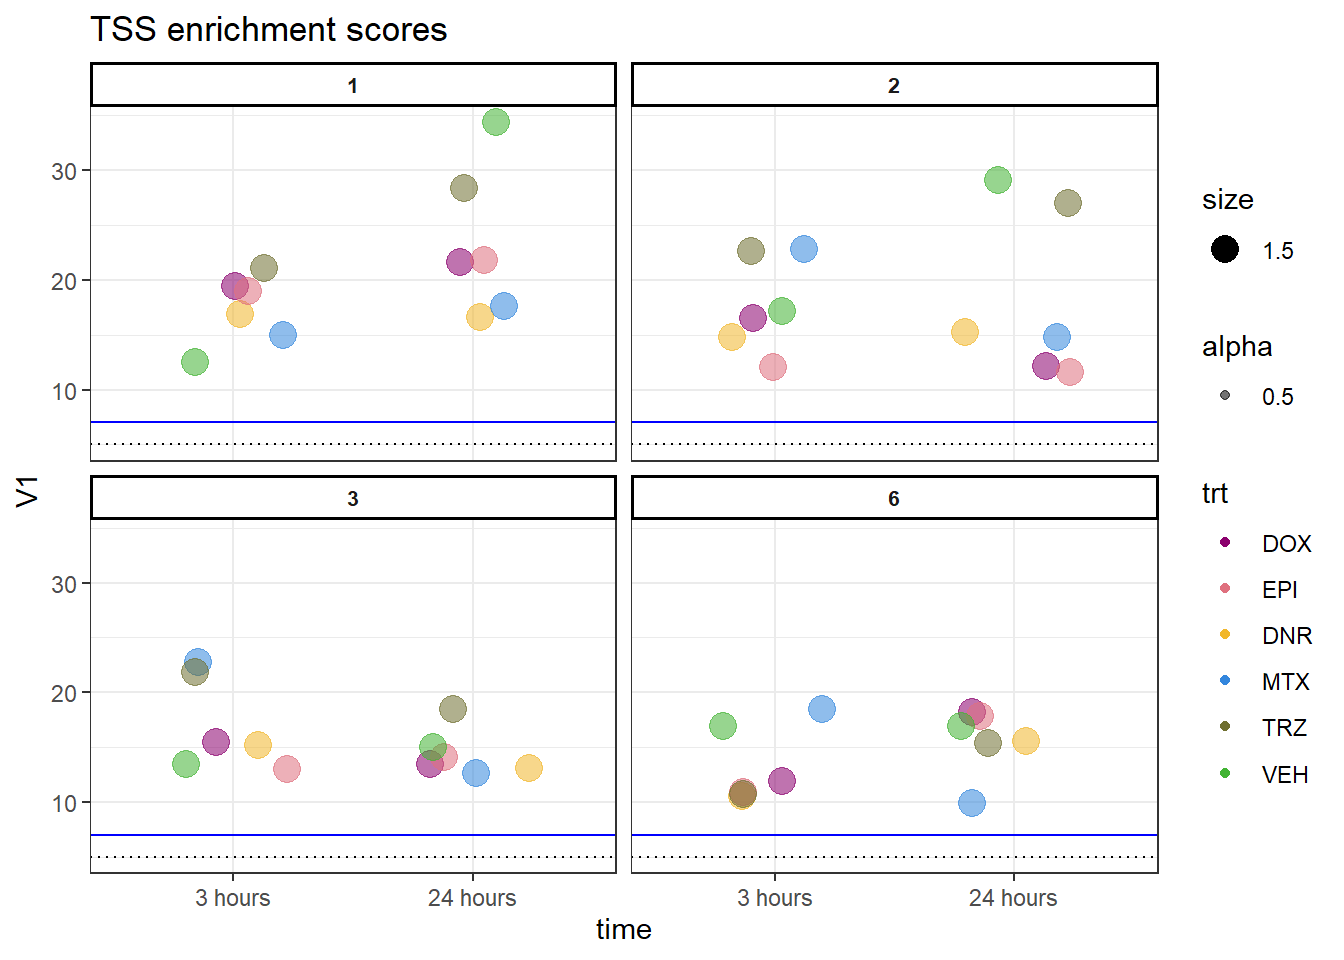 TSS enrichment scores
1
2
30
20
10
V1
3
6
30
20
10
3 hours
24 hours
3 hours
24 hours
time
size
1.5
alpha
0.5
trt
DOX
EPI
DNR
MTX
TRZ
VEH